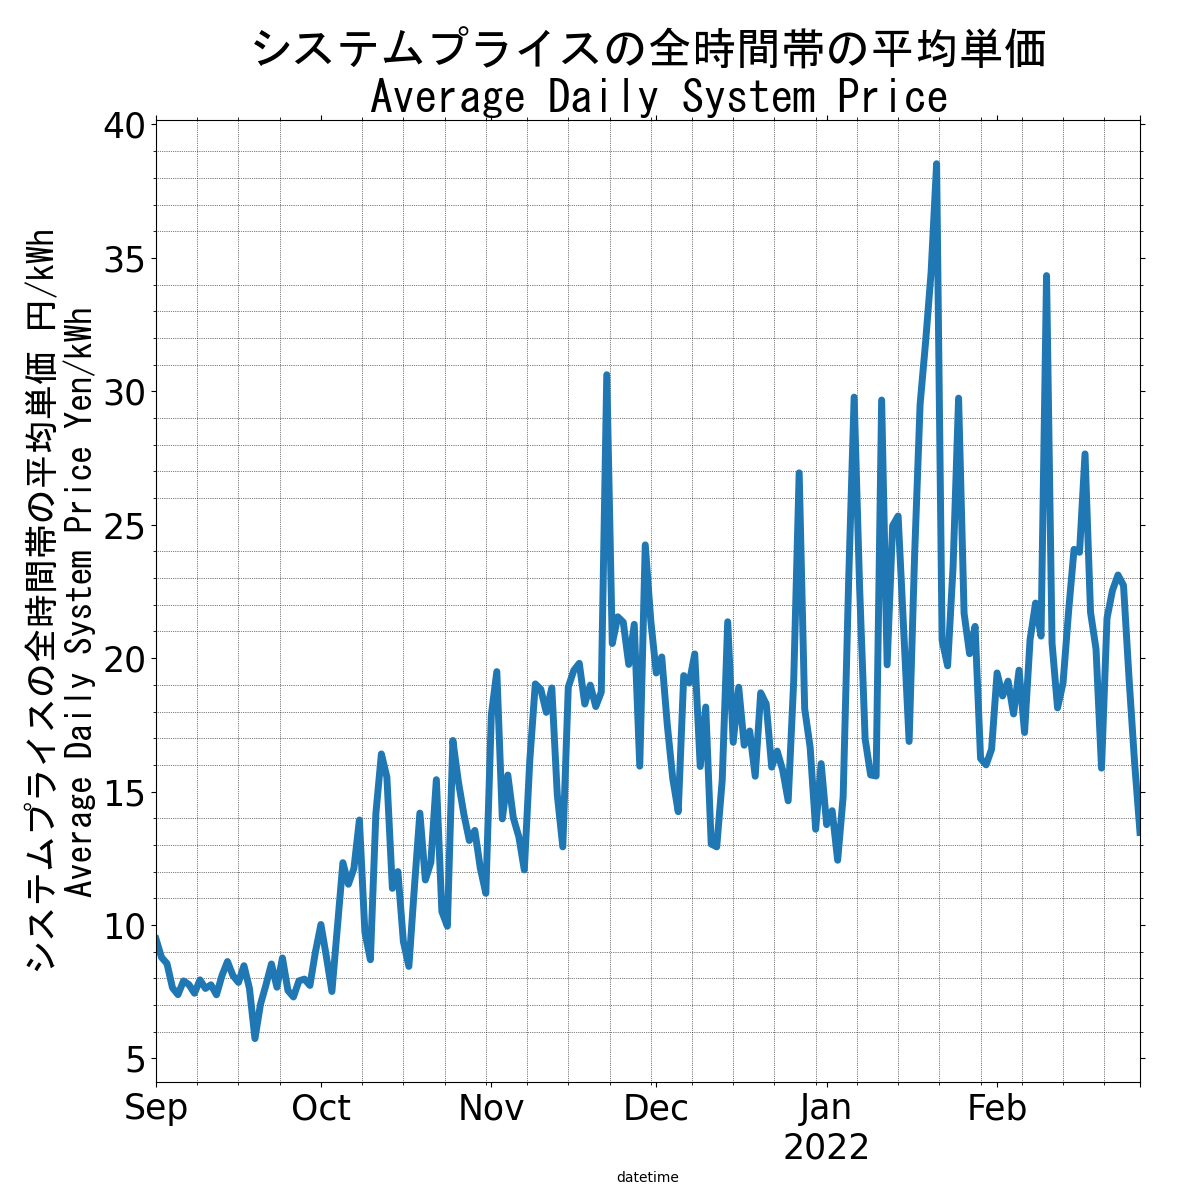 システムプライスの全時間帯の平均単価
Average Daily System Price
システムプライスの全時間帯の平均単価 円/kWh
Average Daily System Price Yen/kWh
40
35
30
25
20
15
10
5
Sep
Oct
Nov
Dec
Jan
2022
Feb
datetime